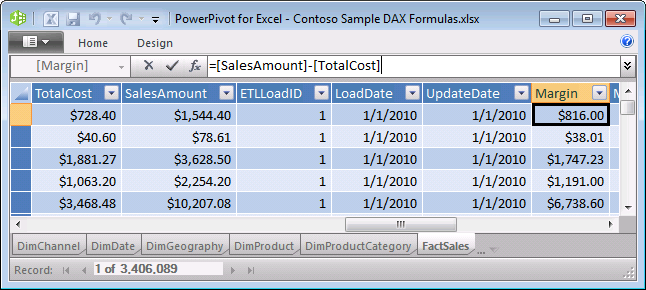 PowerPivot for Excel - Contoso Sample DAX Formulas.xlsx
Home Design
[Margin] fx =[SalesAmount]-[TotalCost]
TotalCost SalesAmount ETLLoadID LoadDate UpdateDate Margin
$728.40 $1,544.40 1 1/1/2010 1/1/2010 $816.00
$40.60 $78.61 1 1/1/2010 1/1/2010 $38.01
$1,881.27 $3,628.50 1 1/1/2010 1/1/2010 $1,747.23
$1,063.20 $2,254.20 1 1/1/2010 1/1/2010 $1,191.00
$3,468.48 $10,207.08 1 1/1/2010 1/1/2010 $6,738.60
DimChannel DimDate DimGeography DimProduct DimProductCategory FactSales ...
Record: 1 of 3,406,089